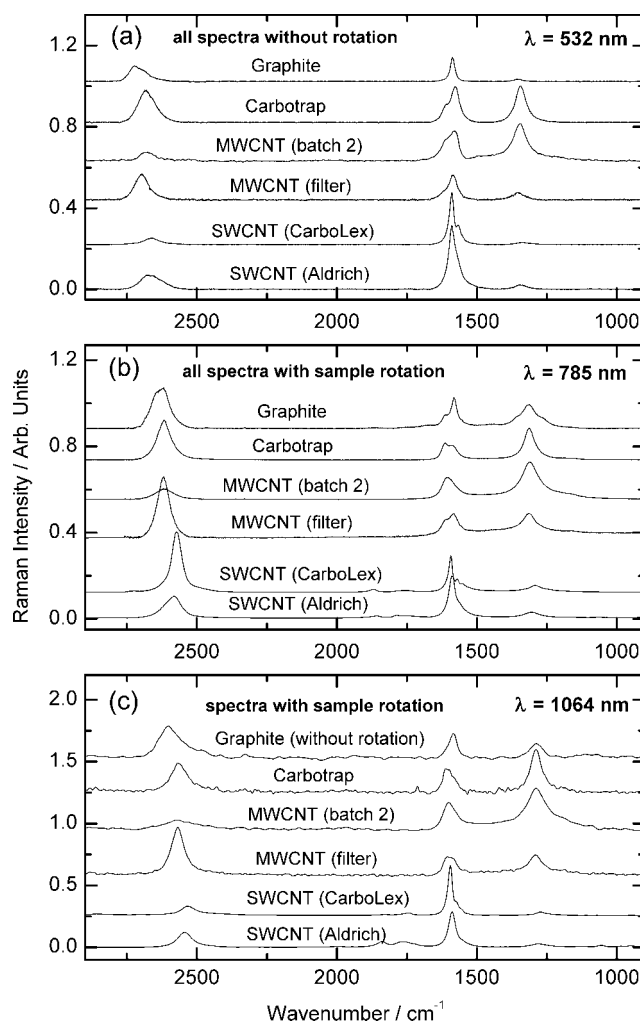 (a) all spectra without rotation λ = 532 nm
1.2
Graphite
Carbotrap
0.8
MWCNT (batch 2)
MWCNT (filter)
0.4
SWCNT (CarboLex)
SWCNT (Aldrich)
0.0
2500 2000 1500 1000
(b) all spectra with sample rotation λ = 785 nm
1.2
Graphite
Carbotrap
0.8
MWCNT (batch 2)
MWCNT (filter)
0.4
SWCNT (CarboLex)
SWCNT (Aldrich)
0.0
2500 2000 1500 1000
Raman Intensity / Arb. Units
(c) spectra with sample rotation λ = 1064 nm
2.0
Graphite (without rotation)
1.5
Carbotrap
MWCNT (batch 2)
1.0
MWCNT (filter)
0.5
SWCNT (CarboLex)
SWCNT (Aldrich)
0.0
2500 2000 1500 1000
Wavenumber / cm⁻¹